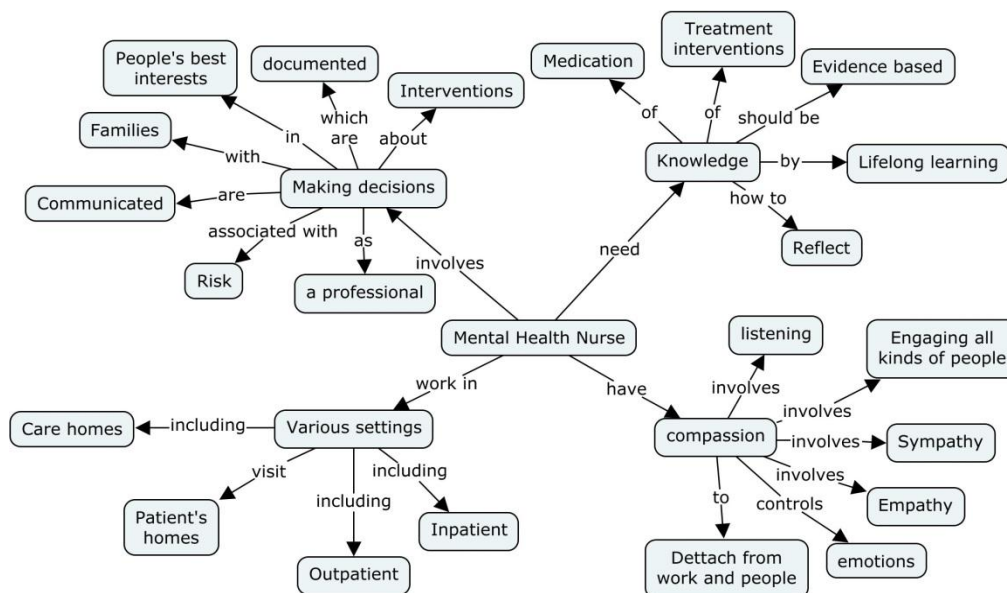 People's best
interests
documented
Interventions
Families
which
are
in
about
with
Making decisions
Communicated
are
associated with
as
Risk
a professional
involves
Treatment
interventions
Medication
Evidence based
of
of
should be
Knowledge
by
Lifelong learning
how to
Reflect
need
Mental Health Nurse
work in
have
Care homes
including
Various settings
visit
including
including
Patient's
homes
Inpatient
Outpatient
listening
Engaging all
kinds of people
involves
involves
compassion
involves
Sympathy
involves
to
controls
Empathy
Dettach from
work and people
emotions